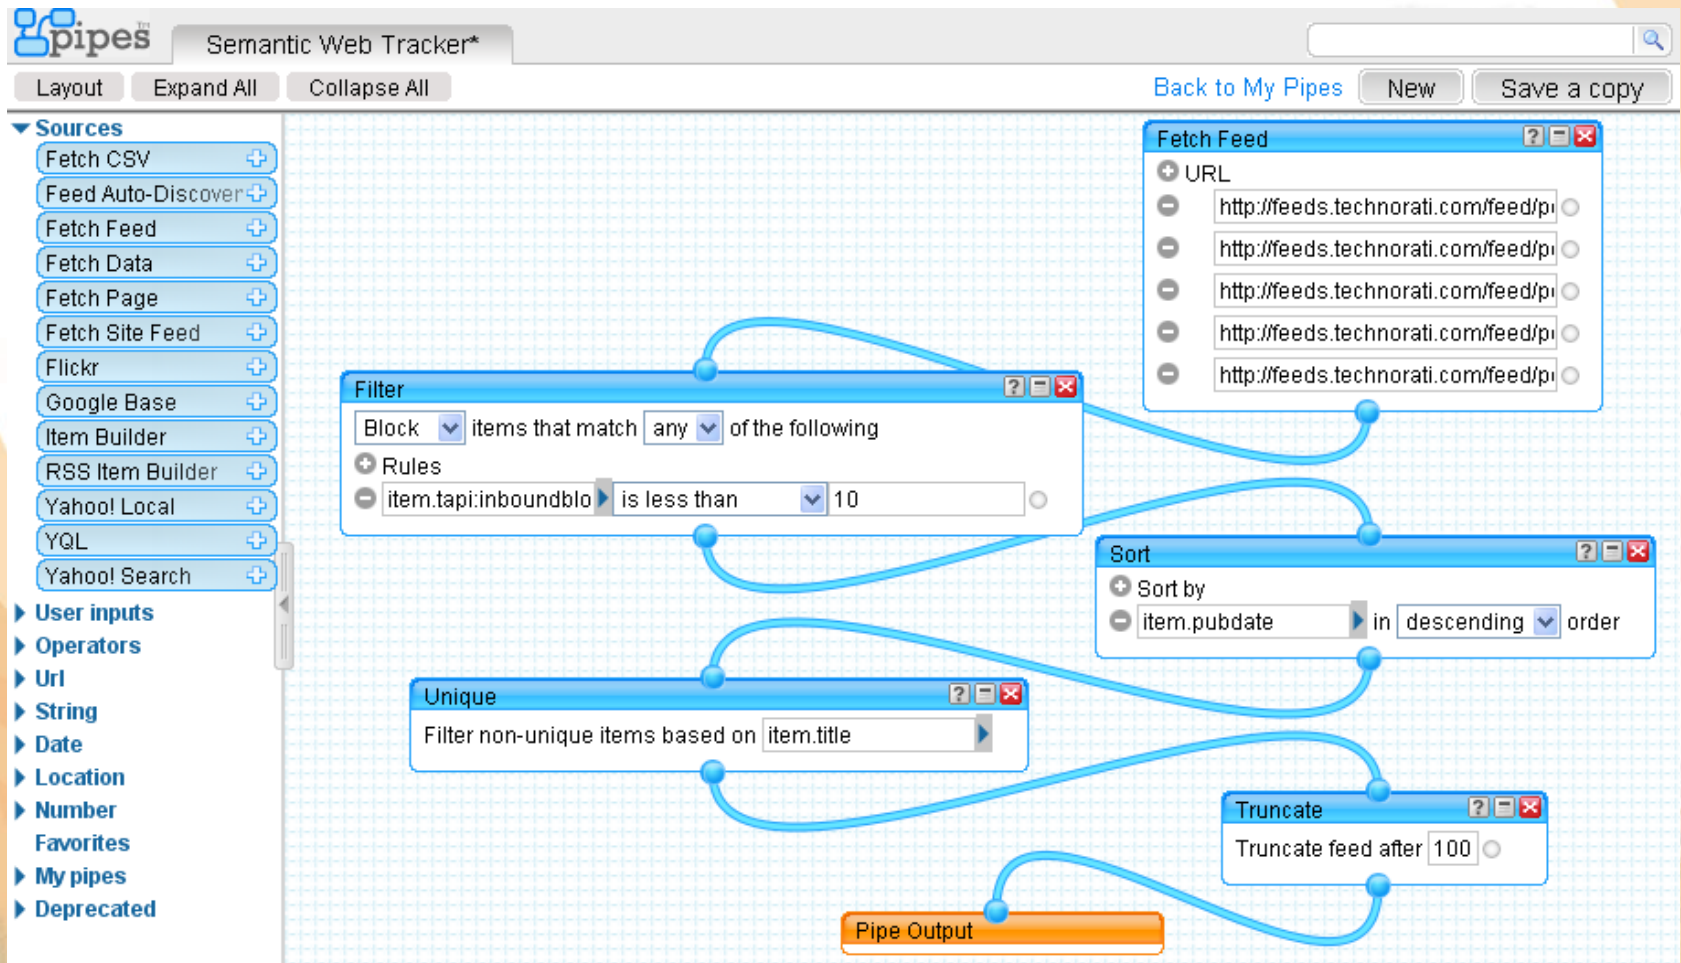 pipes™
Semantic Web Tracker*
Layout
Expand All
Collapse All
Back to My Pipes
New
Save a copy
Sources
Fetch CSV
Feed Auto-Discover
Fetch Feed
Fetch Data
Fetch Page
Fetch Site Feed
Flickr
Google Base
Item Builder
RSS Item Builder
Yahoo! Local
YQL
Yahoo! Search
User inputs
Operators
Url
String
Date
Location
Number
Favorites
My pipes
Deprecated
Fetch Feed
URL
http://feeds.technorati.com/feed/p
http://feeds.technorati.com/feed/p
http://feeds.technorati.com/feed/p
http://feeds.technorati.com/feed/p
http://feeds.technorati.com/feed/p
Filter
Block items that match any of the following
Rules
item.tapi:inboundblo is less than 10
Sort
Sort by
item.pubdate in descending order
Unique
Filter non-unique items based on item.title
Truncate
Truncate feed after 100
Pipe Output